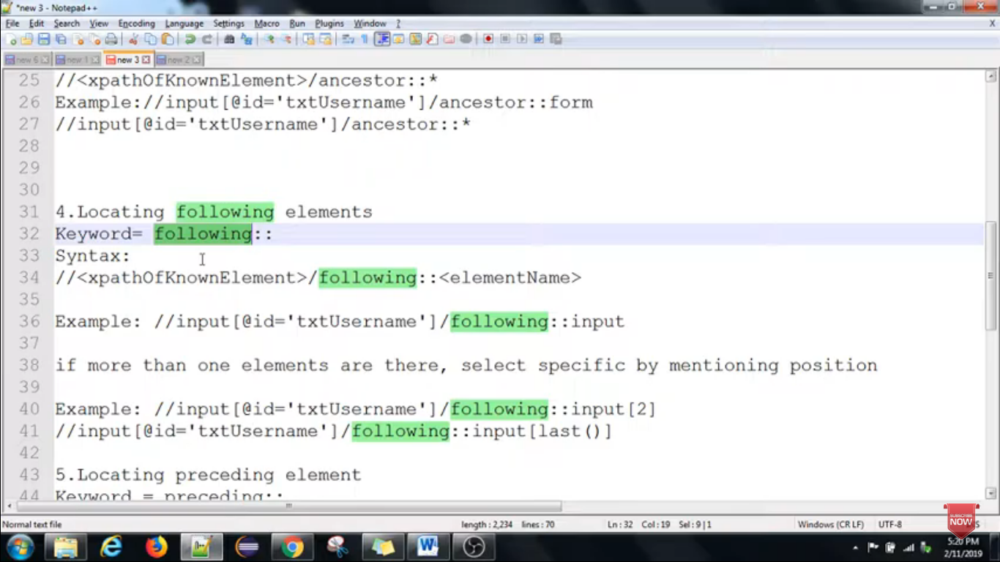 *new 3 - Notepad++
File Edit Search View Encoding Language Settings Macro Run Plugins Window ? X
new 6 new 1 new 3 new 2
25 //<xpathOfKnownElement>/ancestor::*
26 Example://input[@id='txtUsername']/ancestor::form
27 //input[@id='txtUsername']/ancestor::*
28
29
30
31 4.Locating following elements
32 Keyword= following::
33 Syntax:
34 //<xpathOfKnownElement>/following::<elementName>
35
36 Example: //input[@id='txtUsername']/following::input
37
38 if more than one elements are there, select specific by mentioning position
39
40 Example: //input[@id='txtUsername']/following::input[2]
41 //input[@id='txtUsername']/following::input[last()]
42
43 5.Locating preceding element
44 Keyword = preceding::
Normal text file length : 2,234 lines : 70 Ln : 32 Col : 19 Sel : 9 | 1 Windows (CR LF) UTF-8
SUBSCRIBE
NOW
5:20 PM
2/11/2019